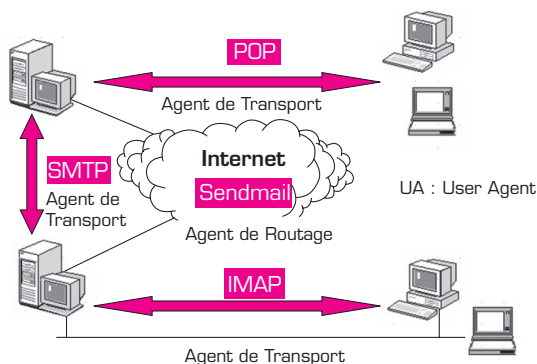 POP
Agent de Transport
Internet
SMTP
Sendmail
UA : User Agent
Agent de
Transport
Agent de Routage
IMAP
Agent de Transport